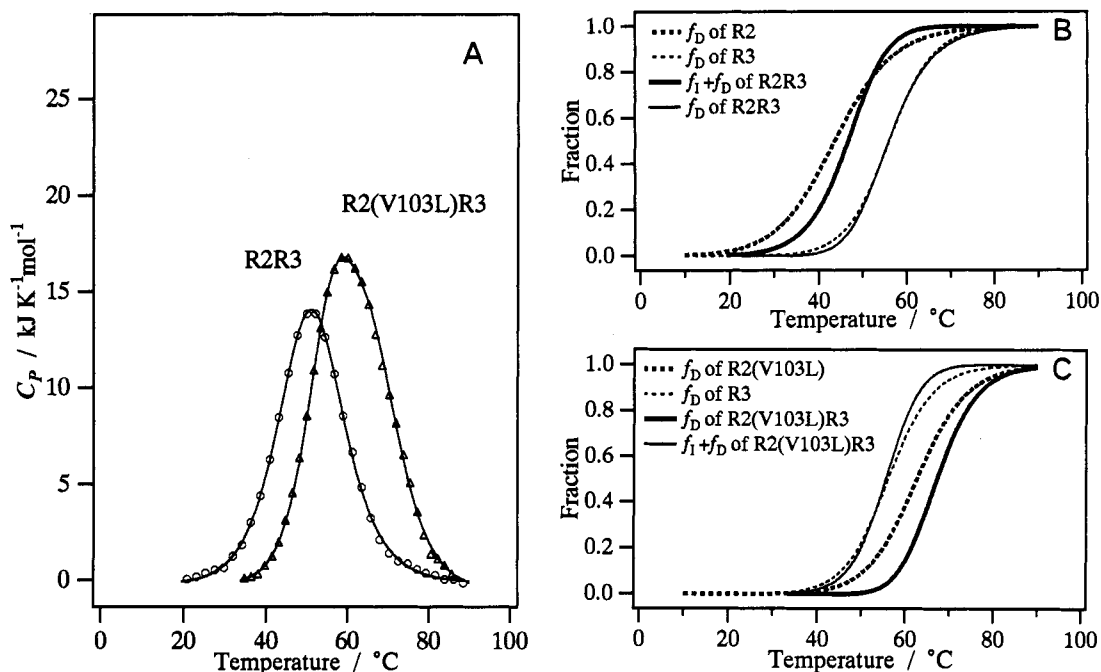 A
C_P / kJ K⁻¹mol⁻¹
25
20
15
10
5
0
R2(V103L)R3
R2R3
0 20 40 60 80 100
Temperature / °C
B
f_D of R2
f_D of R3
f_I+f_D of R2R3
f_D of R2R3
Fraction
1.0
0.8
0.6
0.4
0.2
0.0
0 20 40 60 80 100
Temperature / °C
C
f_D of R2(V103L)
f_D of R3
f_D of R2(V103L)R3
f_I+f_D of R2(V103L)R3
Fraction
1.0
0.8
0.6
0.4
0.2
0.0
0 20 40 60 80 100
Temperature / °C